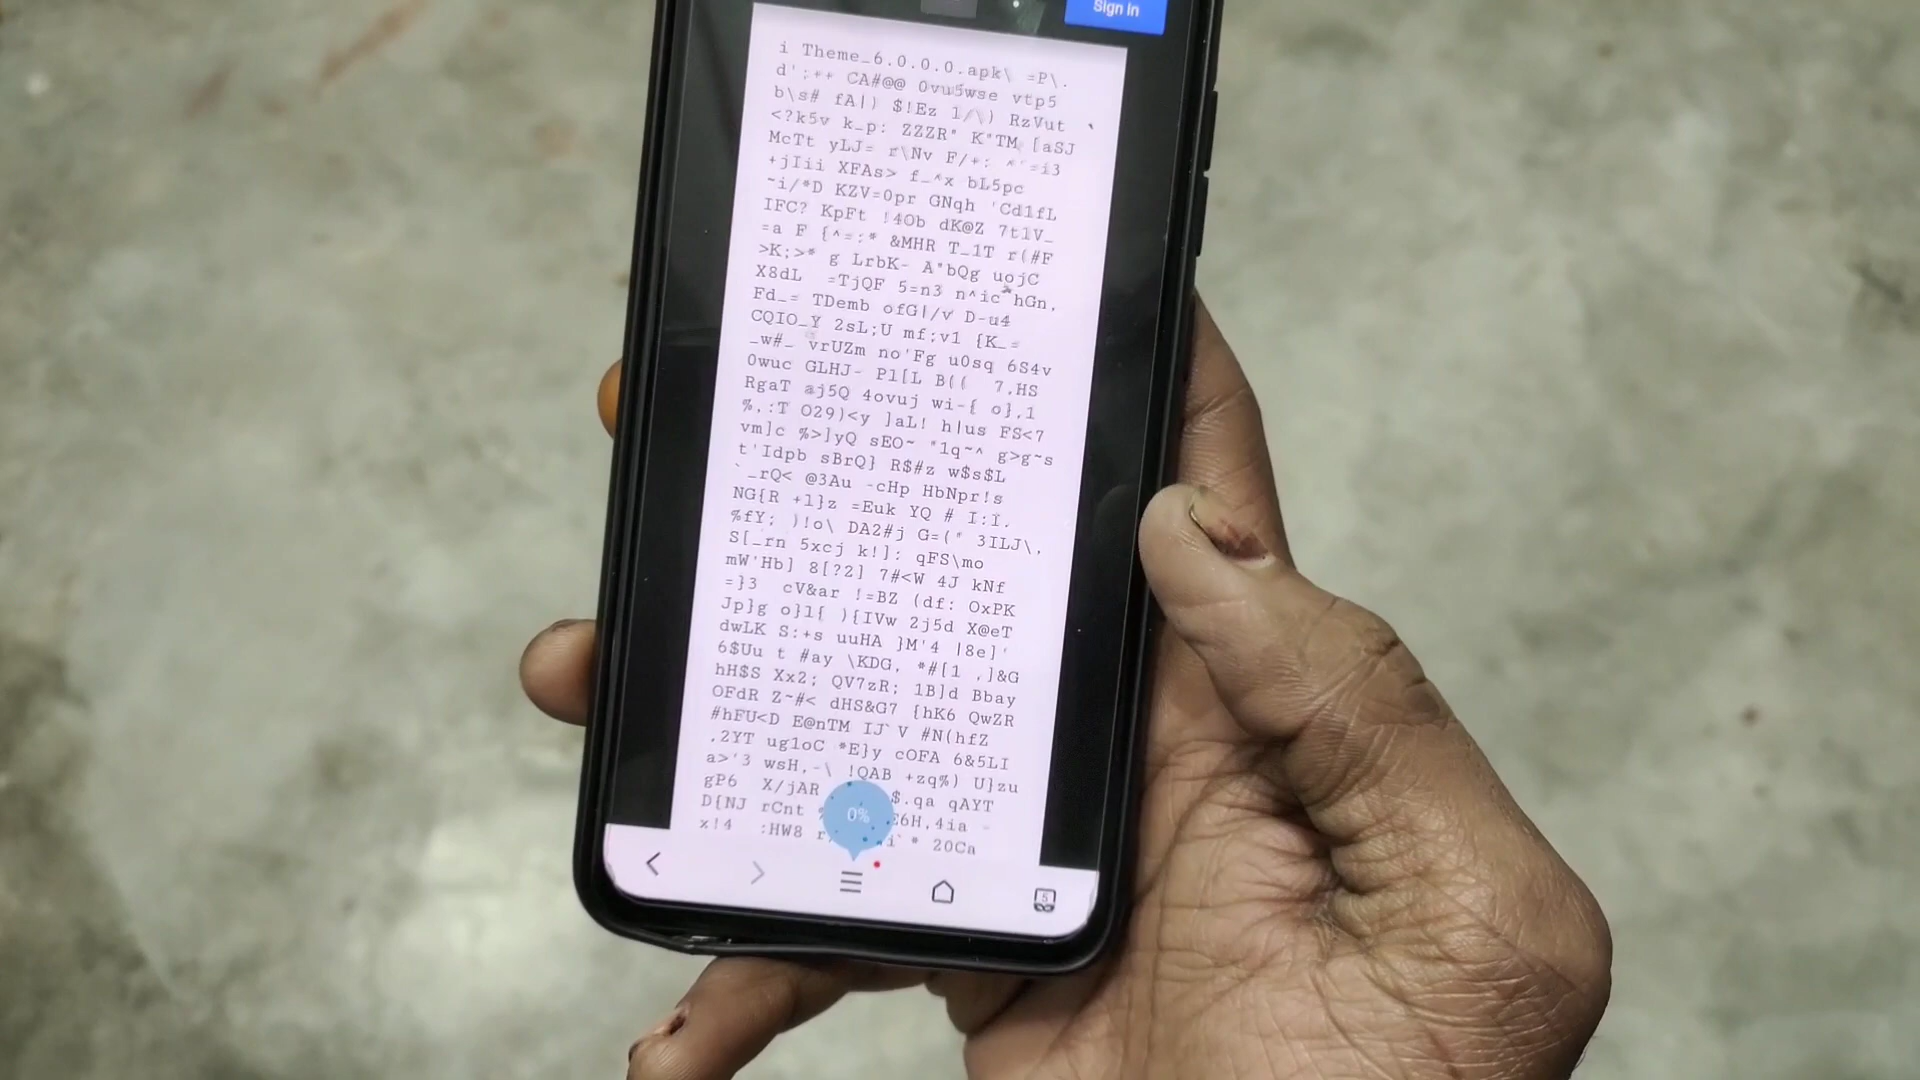 Sign in
i Theme_6.0.0.0.apk\ =P\.
d';++ CA#@@ 0vu5wse vtp5
b\s# fA|) $!Ez 1/\) RzVut `
<?k5v k_p: ZZZR" K"TM [aSJ
McTt yLJ= r\Nv F/+: ^'=i3
+jIii XFAs> f_^x bL5pc
~i/*D KZV=0pr GNqh 'Cd1fL
IFC? KpFt !4Ob dK@Z 7t1V_
=a F {^=:* &MHR T_1T r(#F
>K;>* g LrbK- A"bQg uojC
X8dL =TjQF 5=n3 n^ic*hGn,
Fd_= TDemb ofG|/v D-u4
CQIO_Y 2sL;U mf;v1 {K_=
_w#_ vrUZm no'Fg u0sq 6S4v
0wuc GLHJ- Pl[L B(( 7,HS
RgaT aj5Q 4ovuj wi-{ o},1
%,:T O29)<y ]aL! h|us FS<7
vm]c %>]yQ sEO~ "1q~^ g>g~s
t'Idpb sBrQ} R$#z w$s$L
`_rQ< @3Au -cHp HbNpr!s
NG{R +1}z =Euk YQ # I:I.
%fY; )!o\ DA2#j G=(" 3ILJ\,
S[_rn 5xcj k!]: qFS\mo
mW'Hb] 8[?2] 7#<W 4J kNf
=}3 cV&ar !=BZ (df: OxPK
Jp}g o}l{ ){IVw 2j5d X@eT
dwLK S:+s uuHA }M'4 |8e]'
6$Uu t #ay \KDG, *#[1 ,]&G
hH$S Xx2; QV7zR; 1B]d Bbay
OFdR Z~#< dHS&G7 {hK6 QwZR
#hFU<D E@nTM IJ`V #N(hfZ
,2YT ug1oC *E}y cOFA 6&5LI
a>'3 wsH,-\ !QAB +zq%) U}zu
gP6 X/jAR $.qa qAYT
D{NJ rCnt E6H,4ia -
x!4 :HW8 * 20Ca
0%
5